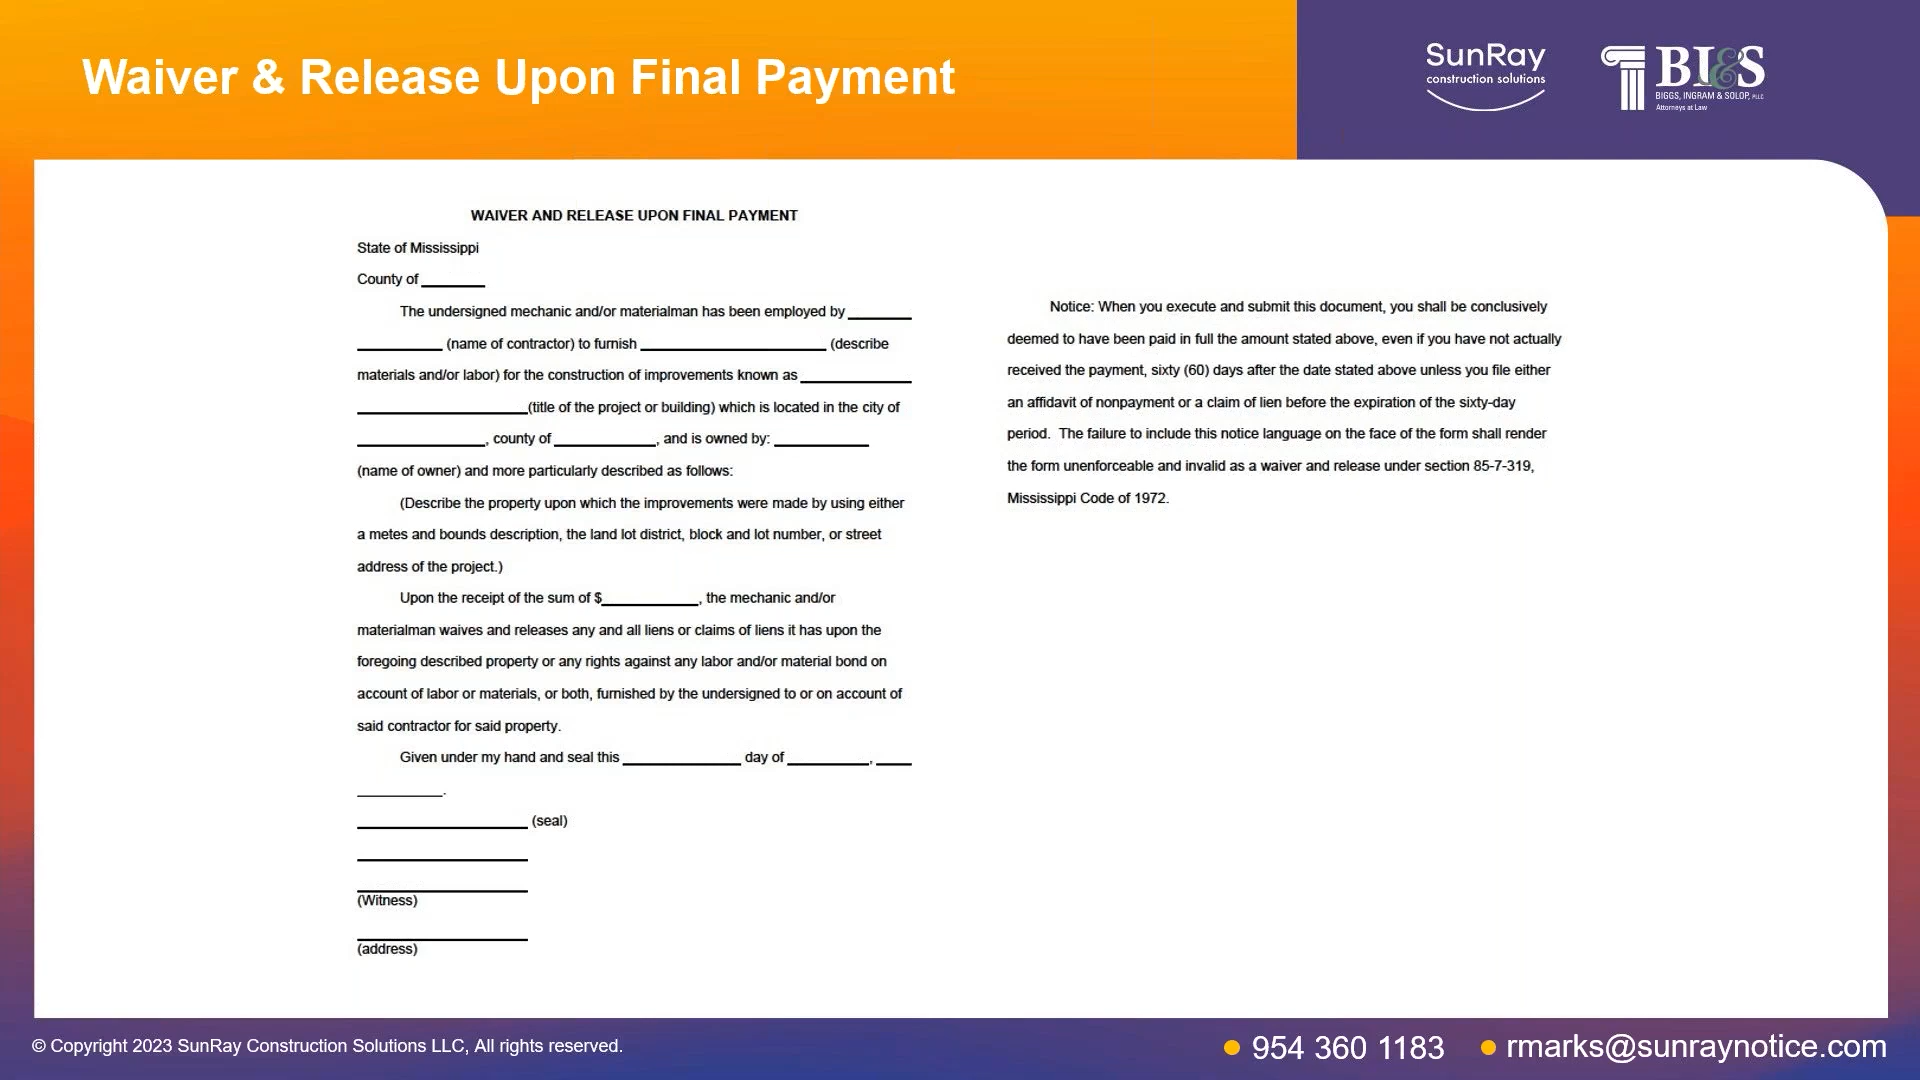 Waiver & Release Upon Final Payment
SunRay
construction solutions
BI&S
BIGGS, INGRAM & SOLOP, PLLC
Attorneys at Law
WAIVER AND RELEASE UPON FINAL PAYMENT
State of Mississippi
County of ________
The undersigned mechanic and/or materialman has been employed by ________
___________ (name of contractor) to furnish ________________________ (describe
materials and/or labor) for the construction of improvements known as ______________
______________________(title of the project or building) which is located in the city of
________________, county of _____________, and is owned by: ____________
(name of owner) and more particularly described as follows:
(Describe the property upon which the improvements were made by using either
a metes and bounds description, the land lot district, block and lot number, or street
address of the project.)
Upon the receipt of the sum of $____________, the mechanic and/or
materialman waives and releases any and all liens or claims of liens it has upon the
foregoing described property or any rights against any labor and/or material bond on
account of labor or materials, or both, furnished by the undersigned to or on account of
said contractor for said property.
Given under my hand and seal this _______________ day of __________, ____
___________.
______________________ (seal)
______________________
______________________
(Witness)
______________________
(address)
Notice: When you execute and submit this document, you shall be conclusively
deemed to have been paid in full the amount stated above, even if you have not actually
received the payment, sixty (60) days after the date stated above unless you file either
an affidavit of nonpayment or a claim of lien before the expiration of the sixty-day
period. The failure to include this notice language on the face of the form shall render
the form unenforceable and invalid as a waiver and release under section 85-7-319,
Mississippi Code of 1972.
© Copyright 2023 SunRay Construction Solutions LLC, All rights reserved.
954 360 1183
rmarks@sunraynotice.com